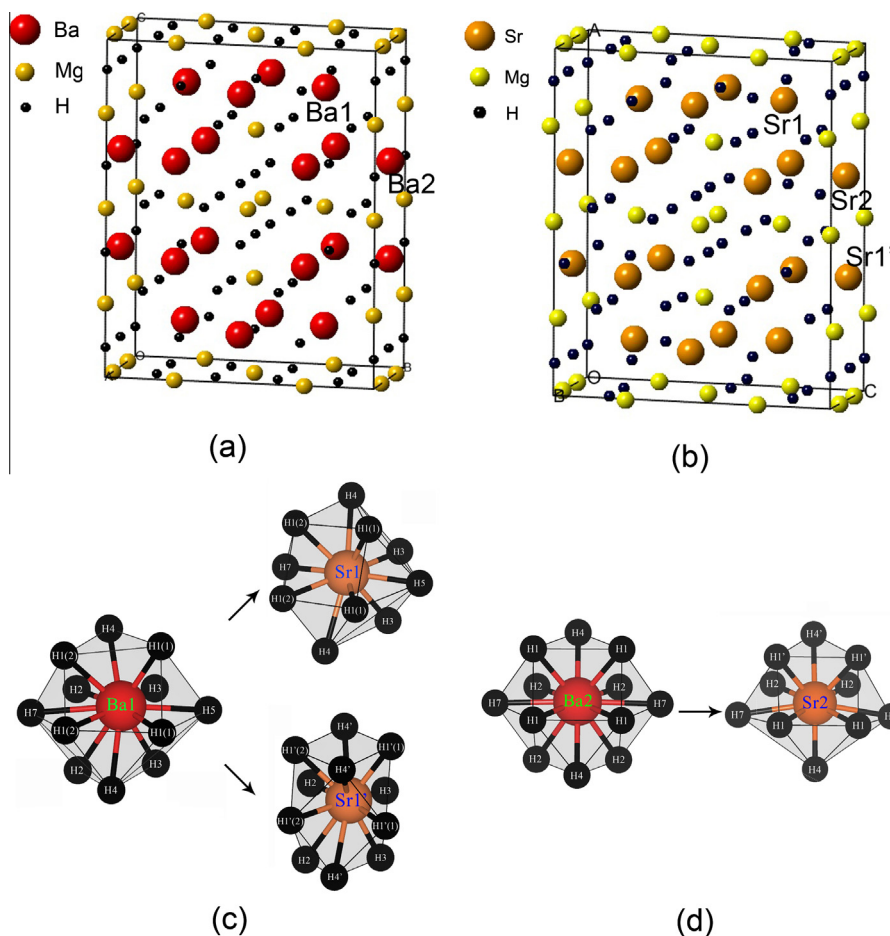 Ba
Mg
H
C
Ba1
Ba2
O
B
(a)
Sr
Mg
H
A
Sr1
Sr2
Sr1'
B
O
C
(b)
H4
H1(2)
H1(1)
H2
H3
Ba1
H7
H5
H1(2)
H1(1)
H2
H3
H4
H4
H1(2)
H1(1)
H3
H7
Sr1
H5
H1(2)
H1(1)
H3
H4
H4'
H1'(2)
H1'(1)
H4'
H2
H3
Sr1'
H1'(2)
H1'(1)
H2
H3
H4'
(c)
H4
H1
H1
H2
H2
H7
Ba2
H7
H1
H1
H2
H2
H4
H4'
H1'
H1'
H2
H2
Sr2
H7
H1
H1
H4
(d)